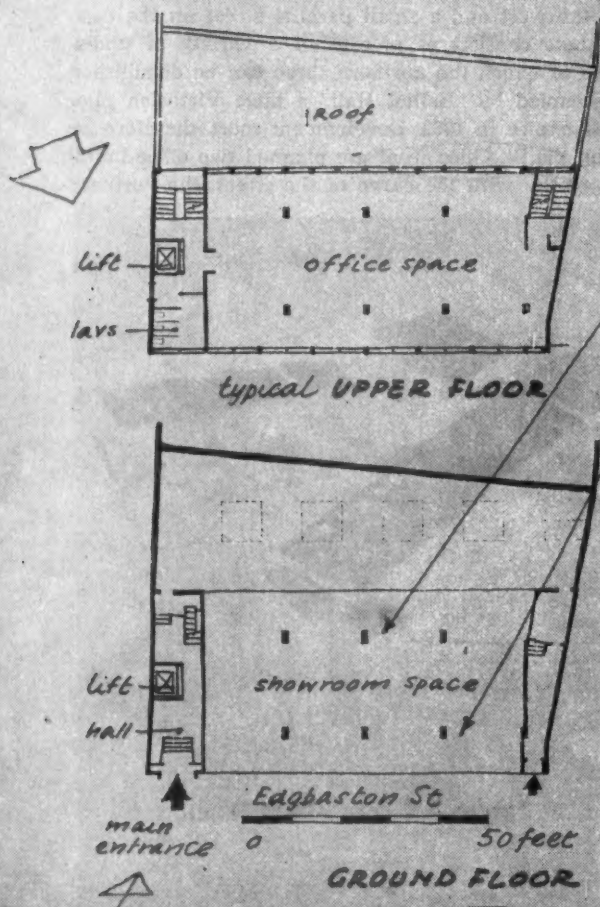 ROOF
lift
office space
lavs
typical UPPER FLOOR
lift
showroom space
hall
Edgbaston St
main
entrance
0
50 feet
GROUND FLOOR